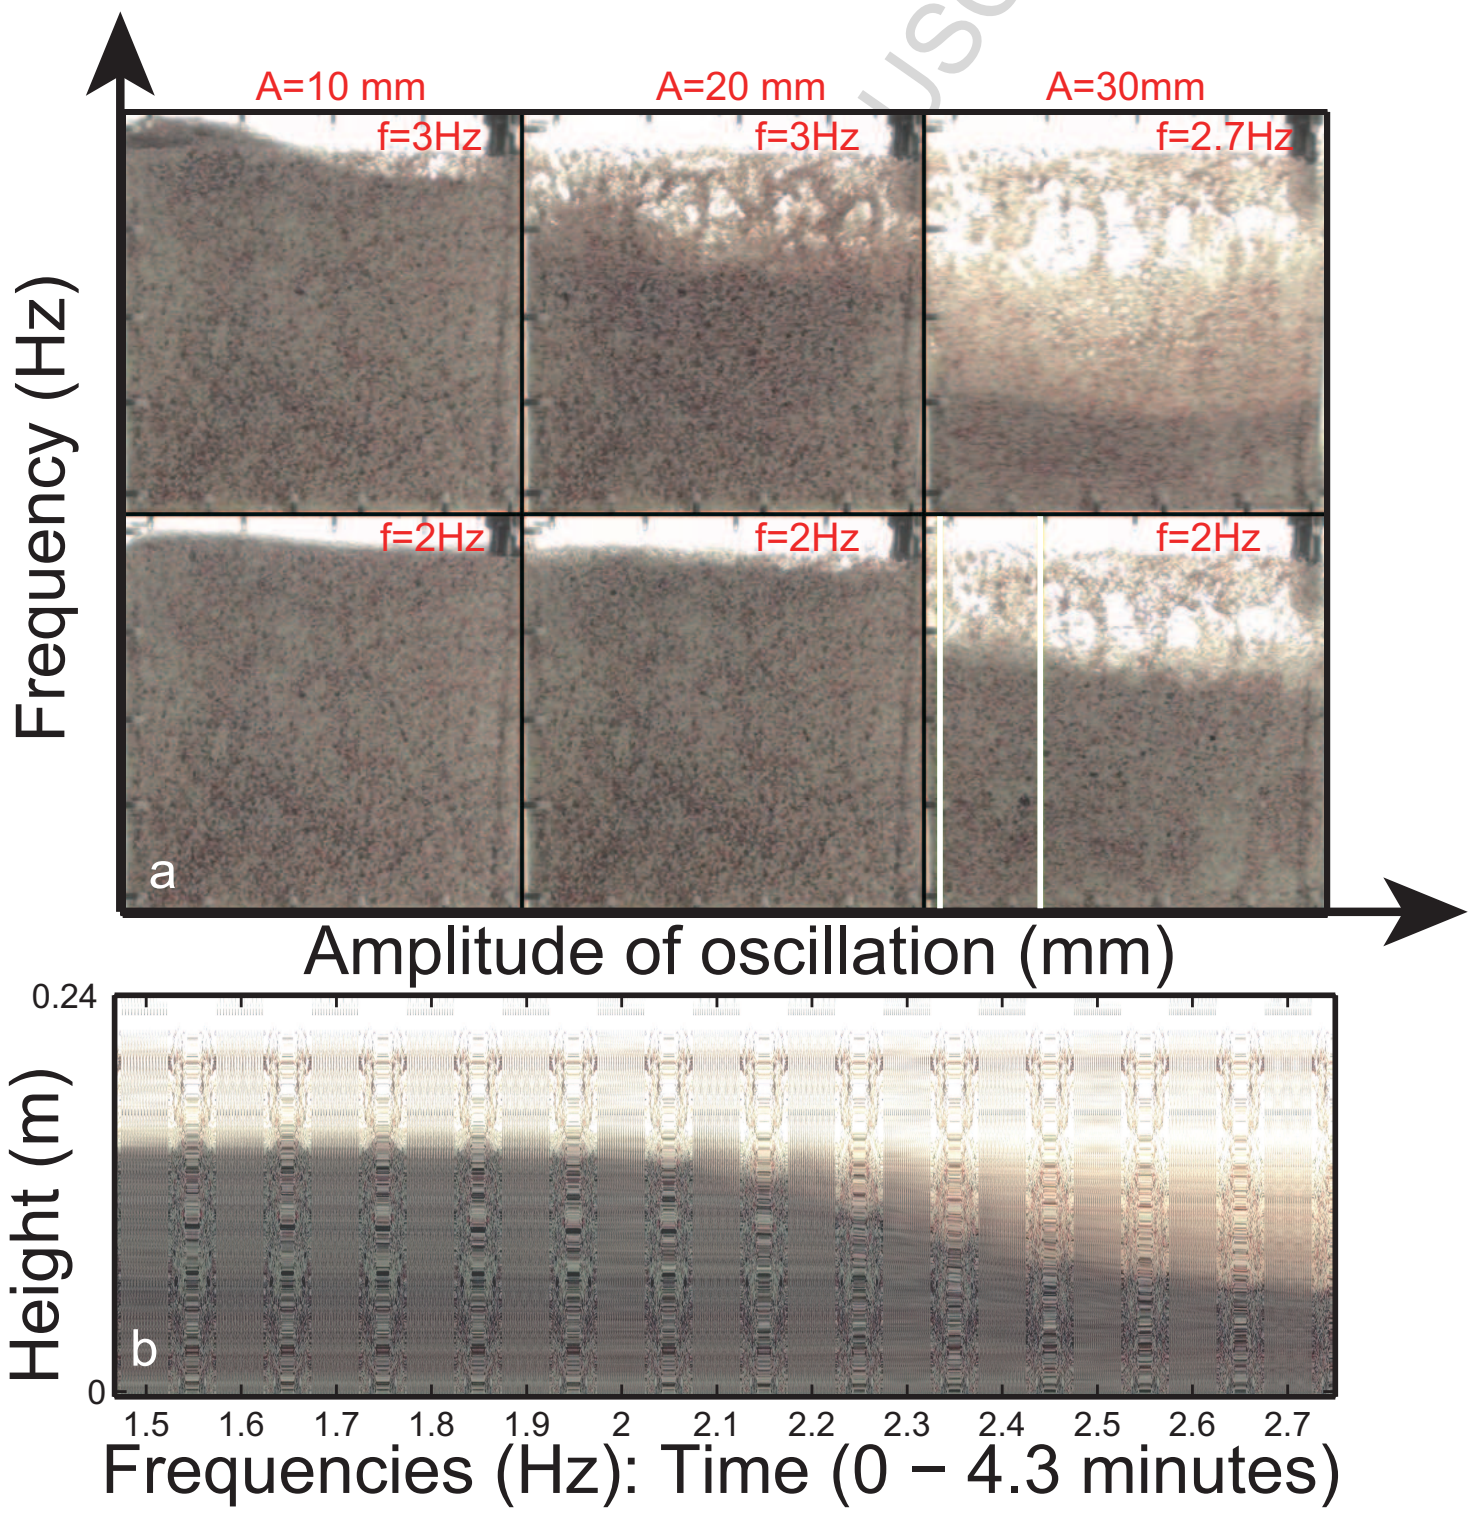 USC
A=10 mm
A=20 mm
A=30mm
f=3Hz
f=3Hz
f=2.7Hz
Frequency (Hz)
f=2Hz
f=2Hz
f=2Hz
a
Amplitude of oscillation (mm)
0.24
Height (m)
b
0
1.5 1.6 1.7 1.8 1.9 2 2.1 2.2 2.3 2.4 2.5 2.6 2.7
Frequencies (Hz): Time (0 − 4.3 minutes)